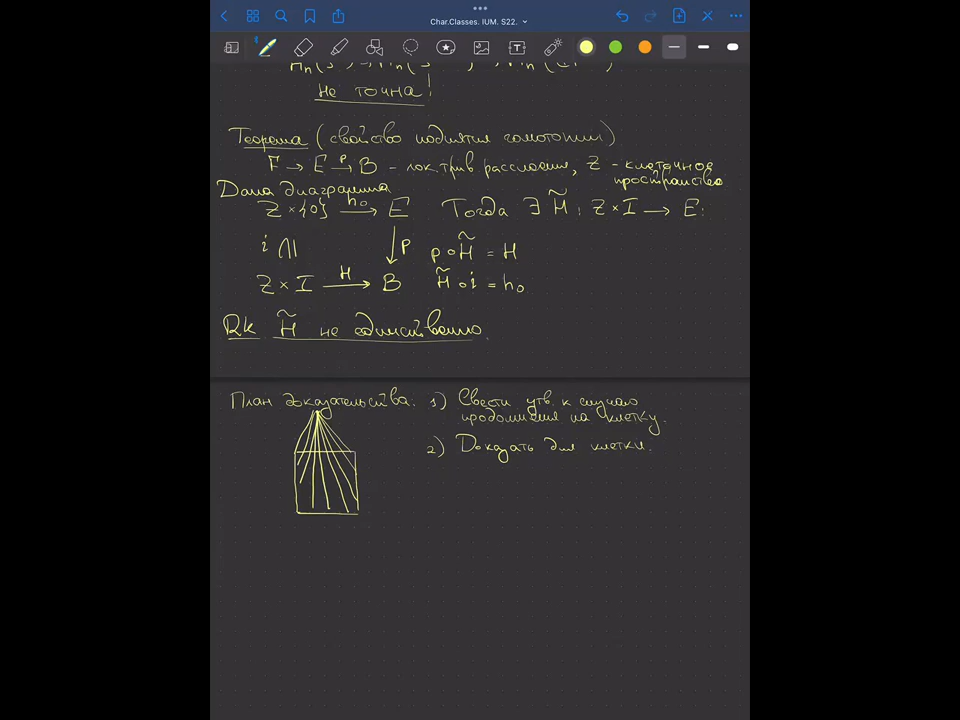 Char.Classes. IUM. S22.
Не точна!
Теорема (свойство поднятия гомотопии)
F → E →p B - лок. трив расслоение, Z - клеточное
пространство
Дана диаграмма
Z × {0} →h₀ E Тогда ∃ H̃: Z × I → E:
i ∩ ↓ p p ∘ H̃ = H
Z × I →H B H̃ ∘ i = h₀
RK H̃ не единственно.
План доказательства: 1) Свести утв. к случаю
продолжения на клетку.
2) Доказать для клетки.